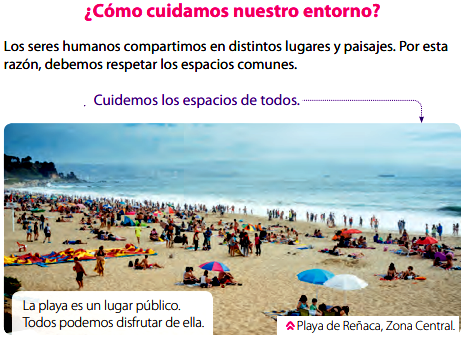 ¿Cómo cuidamos nuestro entorno?
Los seres humanos compartimos en distintos lugares y paisajes. Por esta
razón, debemos respetar los espacios comunes.
Cuidemos los espacios de todos.
La playa es un lugar público.
Todos podemos disfrutar de ella.
Playa de Reñaca, Zona Central.